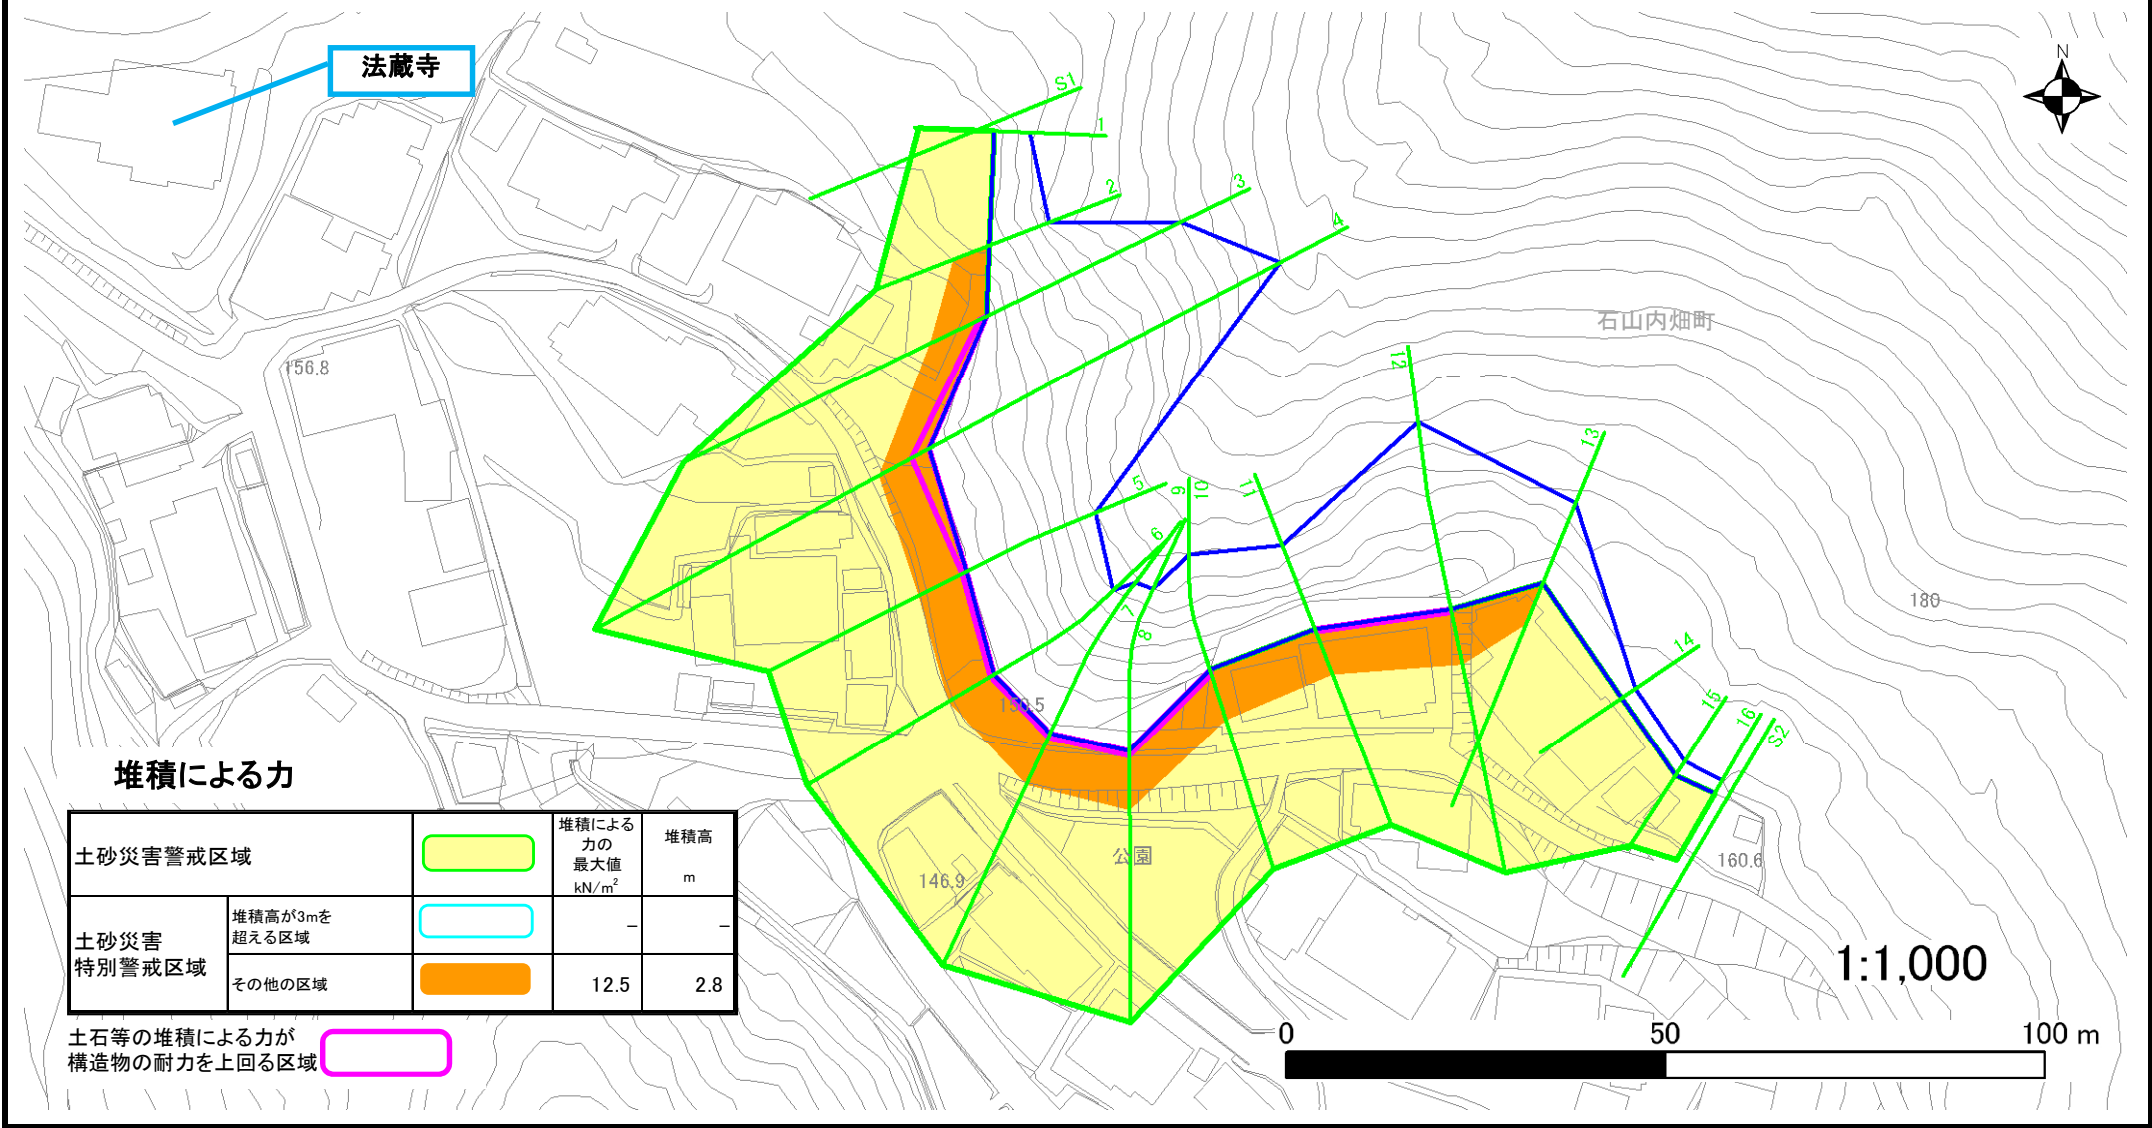 法蔵寺
N
S1
1
2
3
4
石山内畑町
156.8
12
13
5
9
10
11
6
7
8
180
14
15
16
S2
150.5
公園
146.9
160.6
堆積による力
土砂災害警戒区域
堆積による
力の
最大値
kN/m²
堆積高
m
土砂災害
特別警戒区域
堆積高が3mを
超える区域
－
－
その他の区域
12.5
2.8
土石等の堆積による力が
構造物の耐力を上回る区域
1:1,000
0
50
100 m